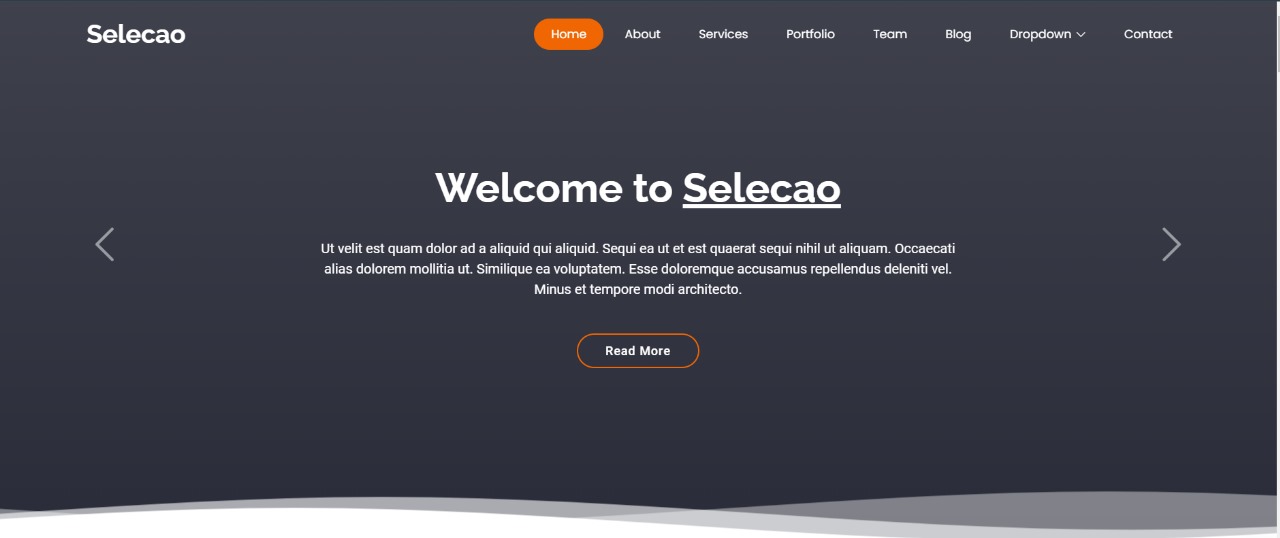 Selecao
Home About Services Portfolio Team Blog Dropdown Contact
Welcome to Selecao
Ut velit est quam dolor ad a aliquid qui aliquid. Sequi ea ut et est quaerat sequi nihil ut aliquam. Occaecati
alias dolorem mollitia ut. Similique ea voluptatem. Esse doloremque accusamus repellendus deleniti vel.
Minus et tempore modi architecto.
Read More